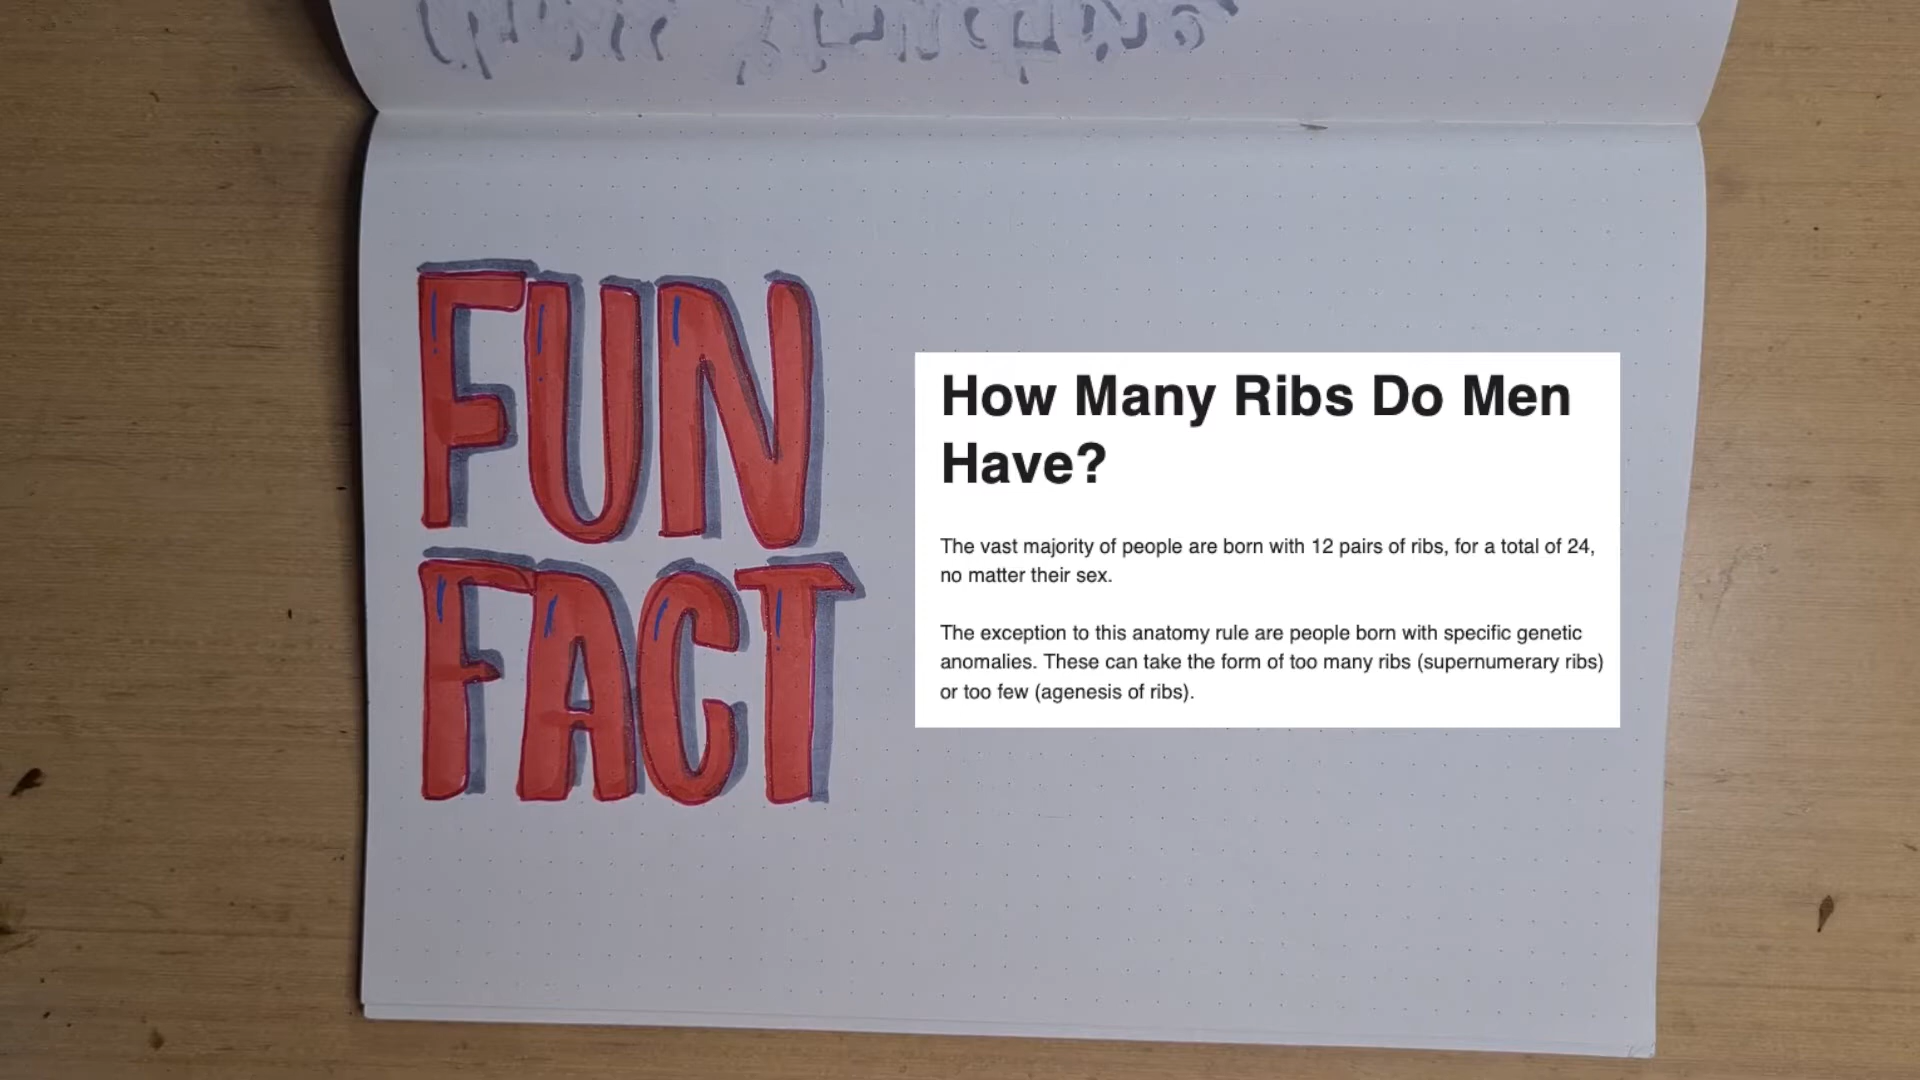 FUN
FACT
How Many Ribs Do Men
Have?
The vast majority of people are born with 12 pairs of ribs, for a total of 24,
no matter their sex.
The exception to this anatomy rule are people born with specific genetic
anomalies. These can take the form of too many ribs (supernumerary ribs)
or too few (agenesis of ribs).